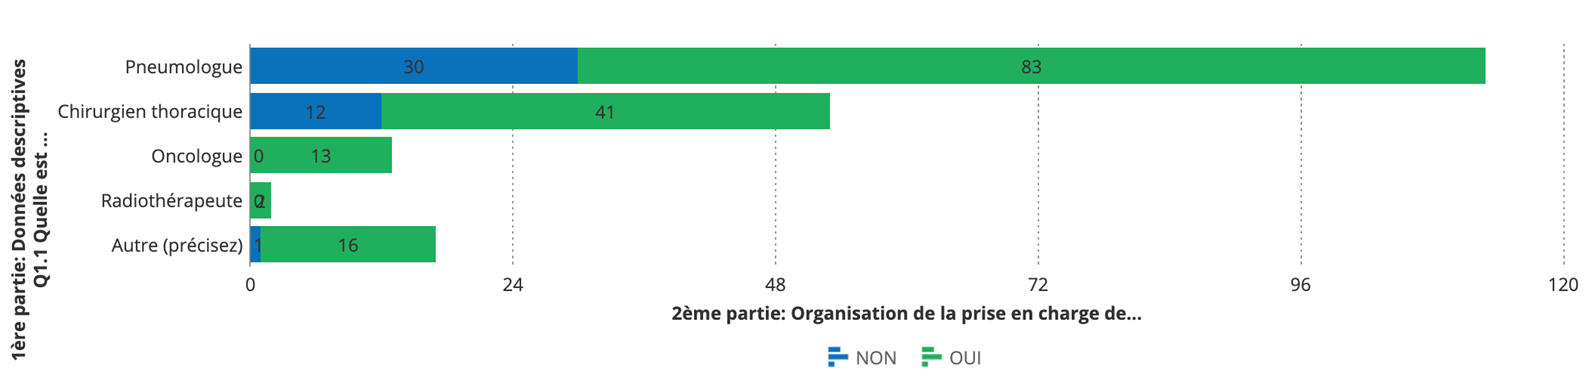 1ère partie: Données descriptives
Q1.1 Quelle est ...
Pneumologue 30 83
Chirurgien thoracique 12 41
Oncologue 0 13
Radiothérapeute 0 2
Autre (précisez) 1 16
0 24 48 72 96 120
2ème partie: Organisation de la prise en charge de...
NON OUI